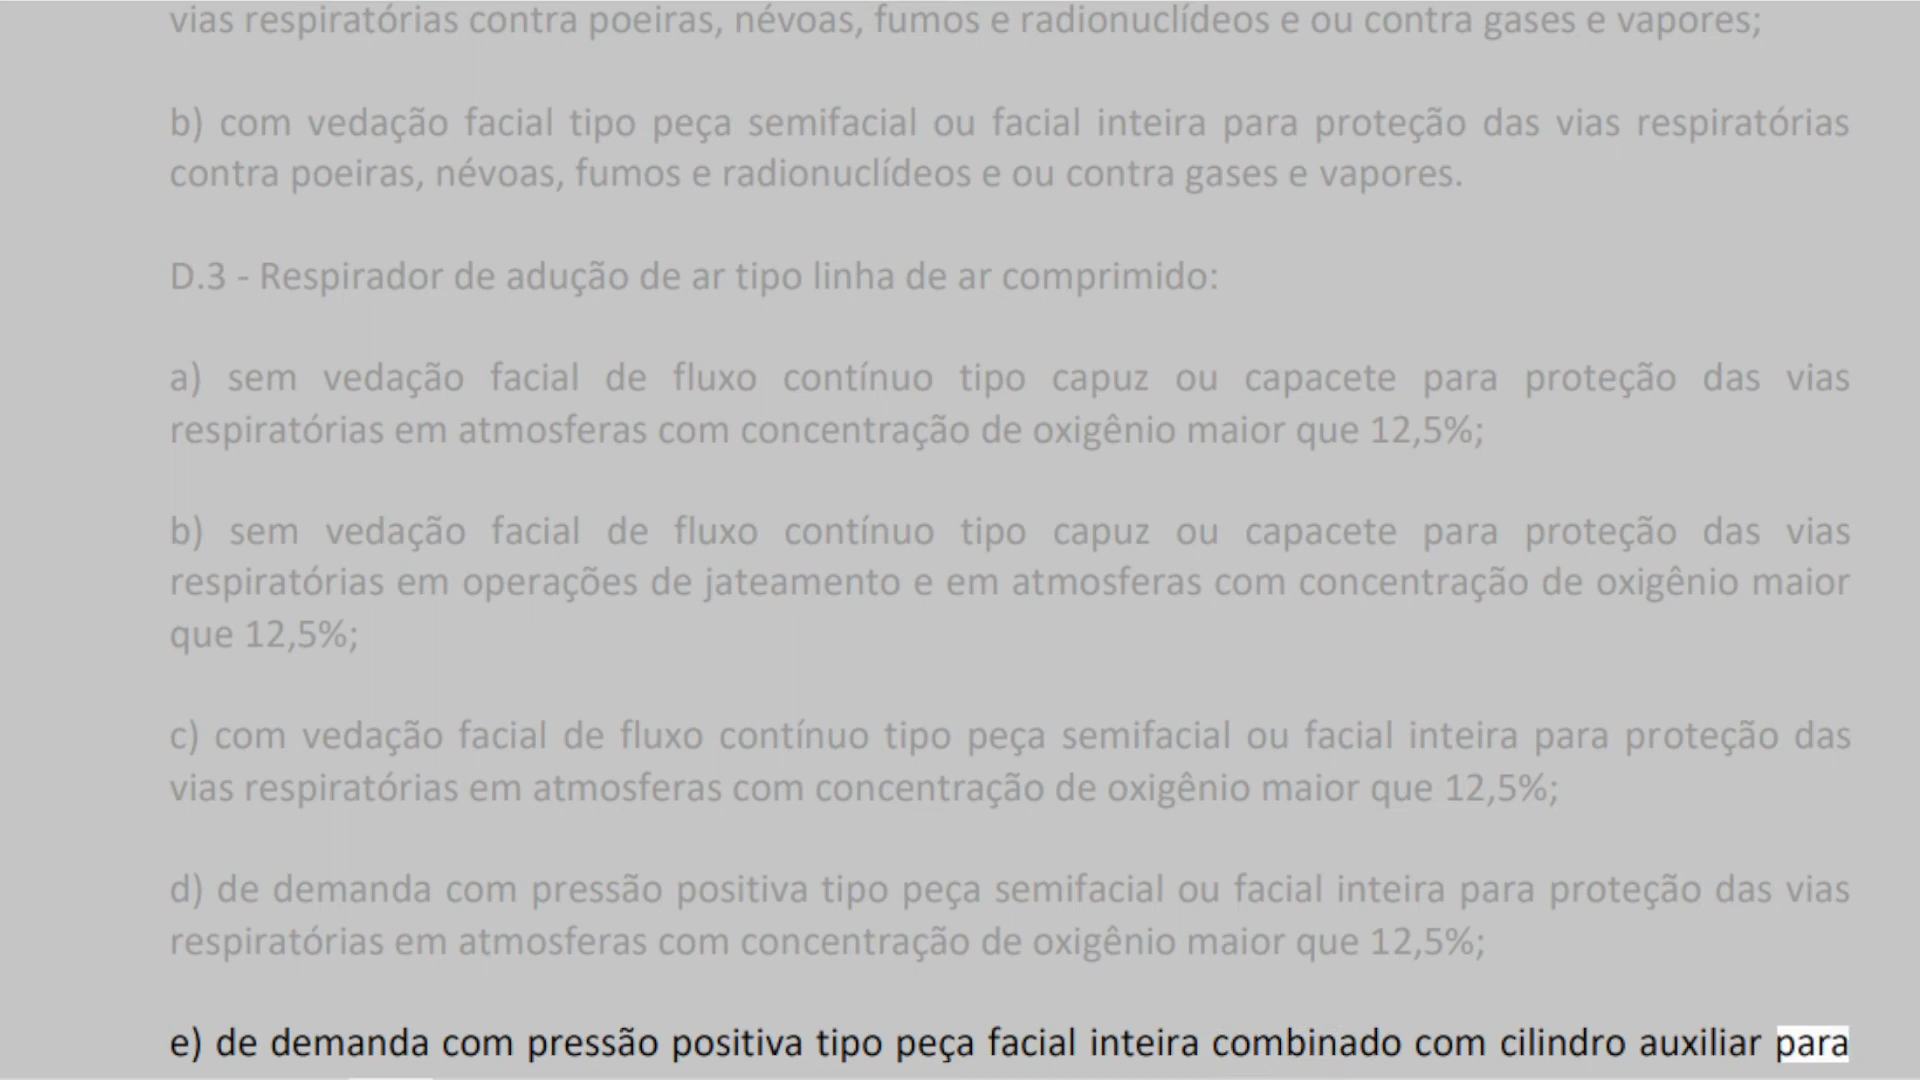 vias respiratórias contra poeiras, névoas, fumos e radionuclídeos e ou contra gases e vapores;
b) com vedação facial tipo peça semifacial ou facial inteira para proteção das vias respiratórias
contra poeiras, névoas, fumos e radionuclídeos e ou contra gases e vapores.
D.3 - Respirador de adução de ar tipo linha de ar comprimido:
a) sem vedação facial de fluxo contínuo tipo capuz ou capacete para proteção das vias
respiratórias em atmosferas com concentração de oxigênio maior que 12,5%;
b) sem vedação facial de fluxo contínuo tipo capuz ou capacete para proteção das vias
respiratórias em operações de jateamento e em atmosferas com concentração de oxigênio maior
que 12,5%;
c) com vedação facial de fluxo contínuo tipo peça semifacial ou facial inteira para proteção das
vias respiratórias em atmosferas com concentração de oxigênio maior que 12,5%;
d) de demanda com pressão positiva tipo peça semifacial ou facial inteira para proteção das vias
respiratórias em atmosferas com concentração de oxigênio maior que 12,5%;
e) de demanda com pressão positiva tipo peça facial inteira combinado com cilindro auxiliar para